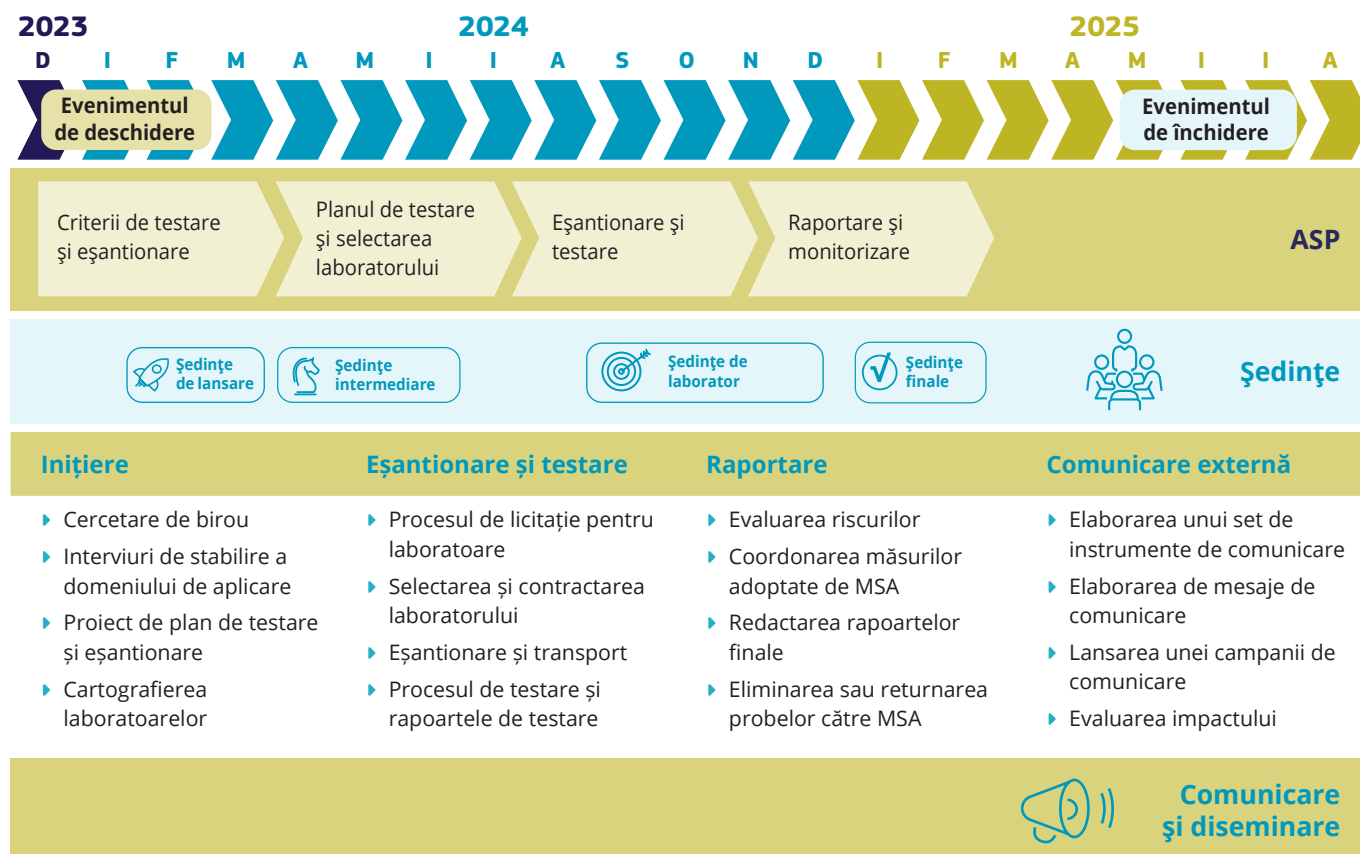 2023 2024 2025
D I F M A M I I A S O N D I F M A M I I A
Evenimentul
de deschidere
Evenimentul
de închidere
Criterii de testare
şi eşantionare
Planul de testare
şi selectarea
laboratorului
Eşantionare şi
testare
Raportare şi
monitorizare
ASP
Şedinţe
de lansare
Şedinţe
intermediare
Şedinţe de
laborator
Şedinţe
finale
Şedinţe
Inițiere
Cercetare de birou
Interviuri de stabilire a
domeniului de aplicare
Proiect de plan de testare
și eșantionare
Cartografierea
laboratoarelor
Eșantionare și testare
Procesul de licitație pentru
laboratoare
Selectarea și contractarea
laboratorului
Eșantionare și transport
Procesul de testare și
rapoartele de testare
Raportare
Evaluarea riscurilor
Coordonarea măsurilor
adoptate de MSA
Redactarea rapoartelor
finale
Eliminarea sau returnarea
probelor către MSA
Comunicare externă
Elaborarea unui set de
instrumente de comunicare
Elaborarea de mesaje de
comunicare
Lansarea unei campanii de
comunicare
Evaluarea impactului
Comunicare
şi diseminare